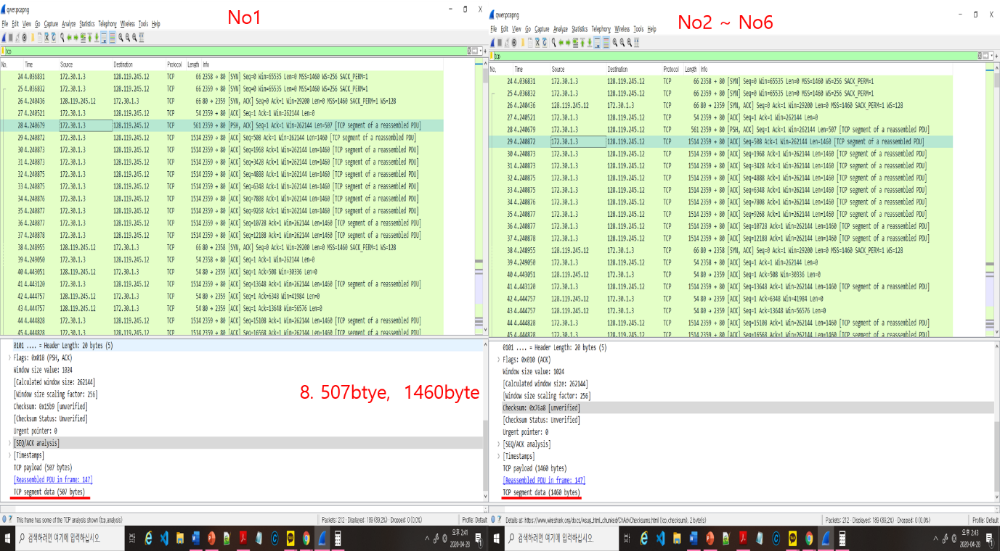 qwer.pcapng
No1
File Edit View Go Capture Analyze Statistics Telephony Wireless Tools Help
tcp
No. Time Source Destination Protocol Length Info
24 4.036831 172.30.1.3 128.119.245.12 TCP 66 2358 → 80 [SYN] Seq=0 Win=65535 Len=0 MSS=1460 WS=256 SACK_PERM=1
25 4.036832 172.30.1.3 128.119.245.12 TCP 66 2359 → 80 [SYN] Seq=0 Win=65535 Len=0 MSS=1460 WS=256 SACK_PERM=1
26 4.240436 128.119.245.12 172.30.1.3 TCP 66 80 → 2359 [SYN, ACK] Seq=0 Ack=1 Win=29200 Len=0 MSS=1460 SACK_PERM=1 WS=128
27 4.240521 172.30.1.3 128.119.245.12 TCP 54 2359 → 80 [ACK] Seq=1 Ack=1 Win=262144 Len=0
28 4.240679 172.30.1.3 128.119.245.12 TCP 561 2359 → 80 [PSH, ACK] Seq=1 Ack=1 Win=262144 Len=507 [TCP segment of a reassembled PDU]
29 4.240872 172.30.1.3 128.119.245.12 TCP 1514 2359 → 80 [ACK] Seq=508 Ack=1 Win=262144 Len=1460 [TCP segment of a reassembled PDU]
30 4.240873 172.30.1.3 128.119.245.12 TCP 1514 2359 → 80 [ACK] Seq=1968 Ack=1 Win=262144 Len=1460 [TCP segment of a reassembled PDU]
31 4.240873 172.30.1.3 128.119.245.12 TCP 1514 2359 → 80 [ACK] Seq=3428 Ack=1 Win=262144 Len=1460 [TCP segment of a reassembled PDU]
32 4.240875 172.30.1.3 128.119.245.12 TCP 1514 2359 → 80 [ACK] Seq=4888 Ack=1 Win=262144 Len=1460 [TCP segment of a reassembled PDU]
33 4.240875 172.30.1.3 128.119.245.12 TCP 1514 2359 → 80 [ACK] Seq=6348 Ack=1 Win=262144 Len=1460 [TCP segment of a reassembled PDU]
34 4.240876 172.30.1.3 128.119.245.12 TCP 1514 2359 → 80 [ACK] Seq=7808 Ack=1 Win=262144 Len=1460 [TCP segment of a reassembled PDU]
35 4.240877 172.30.1.3 128.119.245.12 TCP 1514 2359 → 80 [ACK] Seq=9268 Ack=1 Win=262144 Len=1460 [TCP segment of a reassembled PDU]
36 4.240877 172.30.1.3 128.119.245.12 TCP 1514 2359 → 80 [ACK] Seq=10728 Ack=1 Win=262144 Len=1460 [TCP segment of a reassembled PDU]
37 4.240878 172.30.1.3 128.119.245.12 TCP 1514 2359 → 80 [ACK] Seq=12188 Ack=1 Win=262144 Len=1460 [TCP segment of a reassembled PDU]
38 4.248955 128.119.245.12 172.30.1.3 TCP 66 80 → 2358 [SYN, ACK] Seq=0 Ack=1 Win=29200 Len=0 MSS=1460 SACK_PERM=1 WS=128
39 4.249050 172.30.1.3 128.119.245.12 TCP 54 2358 → 80 [ACK] Seq=1 Ack=1 Win=262144 Len=0
40 4.443051 128.119.245.12 172.30.1.3 TCP 54 80 → 2359 [ACK] Seq=1 Ack=508 Win=30336 Len=0
41 4.443120 172.30.1.3 128.119.245.12 TCP 1514 2359 → 80 [ACK] Seq=13648 Ack=1 Win=262144 Len=1460 [TCP segment of a reassembled PDU]
42 4.444757 128.119.245.12 172.30.1.3 TCP 54 80 → 2359 [ACK] Seq=1 Ack=6348 Win=41984 Len=0
43 4.444757 128.119.245.12 172.30.1.3 TCP 54 80 → 2359 [ACK] Seq=1 Ack=13648 Win=56576 Len=0
44 4.444828 172.30.1.3 128.119.245.12 TCP 1514 2359 → 80 [ACK] Seq=15108 Ack=1 Win=262144 Len=1460 [TCP segment of a reassembled PDU]
45 4.444828 172.30.1.3 128.119.245.12 TCP 1514 2359 → 80 [ACK] Seq=16568 Ack=1 Win=262144 Len=1460 [TCP segment of a reassembled PDU]
0101 .... = Header Length: 20 bytes (5)
Flags: 0x018 (PSH, ACK)
Window size value: 1024
[Calculated window size: 262144]
[Window size scaling factor: 256]
Checksum: 0x15b9 [unverified]
[Checksum Status: Unverified]
Urgent pointer: 0
[SEQ/ACK analysis]
[Timestamps]
TCP payload (507 bytes)
[Reassembled PDU in frame: 147]
TCP segment data (507 bytes)
8. 507btye, 1460byte
This frame has some of the TCP analysis shown (tcp.analysis)
Packets: 212 · Displayed: 189 (89.2%) · Dropped: 0 (0.0%)
Profile: Default
검색하려면 여기에 입력하십시오.
오후 2:41
2020-04-28
qwer.pcapng
No2 ~ No6
File Edit View Go Capture Analyze Statistics Telephony Wireless Tools Help
tcp
No. Time Source Destination Protocol Length Info
24 4.036831 172.30.1.3 128.119.245.12 TCP 66 2358 → 80 [SYN] Seq=0 Win=65535 Len=0 MSS=1460 WS=256 SACK_PERM=1
25 4.036832 172.30.1.3 128.119.245.12 TCP 66 2359 → 80 [SYN] Seq=0 Win=65535 Len=0 MSS=1460 WS=256 SACK_PERM=1
26 4.240436 128.119.245.12 172.30.1.3 TCP 66 80 → 2359 [SYN, ACK] Seq=0 Ack=1 Win=29200 Len=0 MSS=1460 SACK_PERM=1 WS=128
27 4.240521 172.30.1.3 128.119.245.12 TCP 54 2359 → 80 [ACK] Seq=1 Ack=1 Win=262144 Len=0
28 4.240679 172.30.1.3 128.119.245.12 TCP 561 2359 → 80 [PSH, ACK] Seq=1 Ack=1 Win=262144 Len=507 [TCP segment of a reassembled PDU]
29 4.240872 172.30.1.3 128.119.245.12 TCP 1514 2359 → 80 [ACK] Seq=508 Ack=1 Win=262144 Len=1460 [TCP segment of a reassembled PDU]
30 4.240873 172.30.1.3 128.119.245.12 TCP 1514 2359 → 80 [ACK] Seq=1968 Ack=1 Win=262144 Len=1460 [TCP segment of a reassembled PDU]
31 4.240873 172.30.1.3 128.119.245.12 TCP 1514 2359 → 80 [ACK] Seq=3428 Ack=1 Win=262144 Len=1460 [TCP segment of a reassembled PDU]
32 4.240875 172.30.1.3 128.119.245.12 TCP 1514 2359 → 80 [ACK] Seq=4888 Ack=1 Win=262144 Len=1460 [TCP segment of a reassembled PDU]
33 4.240875 172.30.1.3 128.119.245.12 TCP 1514 2359 → 80 [ACK] Seq=6348 Ack=1 Win=262144 Len=1460 [TCP segment of a reassembled PDU]
34 4.240876 172.30.1.3 128.119.245.12 TCP 1514 2359 → 80 [ACK] Seq=7808 Ack=1 Win=262144 Len=1460 [TCP segment of a reassembled PDU]
35 4.240877 172.30.1.3 128.119.245.12 TCP 1514 2359 → 80 [ACK] Seq=9268 Ack=1 Win=262144 Len=1460 [TCP segment of a reassembled PDU]
36 4.240877 172.30.1.3 128.119.245.12 TCP 1514 2359 → 80 [ACK] Seq=10728 Ack=1 Win=262144 Len=1460 [TCP segment of a reassembled PDU]
37 4.240878 172.30.1.3 128.119.245.12 TCP 1514 2359 → 80 [ACK] Seq=12188 Ack=1 Win=262144 Len=1460 [TCP segment of a reassembled PDU]
38 4.248955 128.119.245.12 172.30.1.3 TCP 66 80 → 2358 [SYN, ACK] Seq=0 Ack=1 Win=29200 Len=0 MSS=1460 SACK_PERM=1 WS=128
39 4.249050 172.30.1.3 128.119.245.12 TCP 54 2358 → 80 [ACK] Seq=1 Ack=1 Win=262144 Len=0
40 4.443051 128.119.245.12 172.30.1.3 TCP 54 80 → 2359 [ACK] Seq=1 Ack=508 Win=30336 Len=0
41 4.443120 172.30.1.3 128.119.245.12 TCP 1514 2359 → 80 [ACK] Seq=13648 Ack=1 Win=262144 Len=1460 [TCP segment of a reassembled PDU]
42 4.444757 128.119.245.12 172.30.1.3 TCP 54 80 → 2359 [ACK] Seq=1 Ack=6348 Win=41984 Len=0
43 4.444757 128.119.245.12 172.30.1.3 TCP 54 80 → 2359 [ACK] Seq=1 Ack=13648 Win=56576 Len=0
44 4.444828 172.30.1.3 128.119.245.12 TCP 1514 2359 → 80 [ACK] Seq=15108 Ack=1 Win=262144 Len=1460 [TCP segment of a reassembled PDU]
45 4.444828 172.30.1.3 128.119.245.12 TCP 1514 2359 → 80 [ACK] Seq=16568 Ack=1 Win=262144 Len=1460 [TCP segment of a reassembled PDU]
0101 .... = Header Length: 20 bytes (5)
Flags: 0x010 (ACK)
Window size value: 1024
[Calculated window size: 262144]
[Window size scaling factor: 256]
Checksum: 0x76a8 [unverified]
[Checksum Status: Unverified]
Urgent pointer: 0
[SEQ/ACK analysis]
[Timestamps]
TCP payload (1460 bytes)
[Reassembled PDU in frame: 147]
TCP segment data (1460 bytes)
Details at: https://www.wireshark.org/docs/wsug_html_chunked/ChAdvChecksums.html (tcp.checksum), 2 byte(s)
Packets: 212 · Displayed: 189 (89.2%) · Dropped: 0 (0.0%)
Profile: Default
검색하려면 여기에 입력하십시오.
오후 2:43
2020-04-28